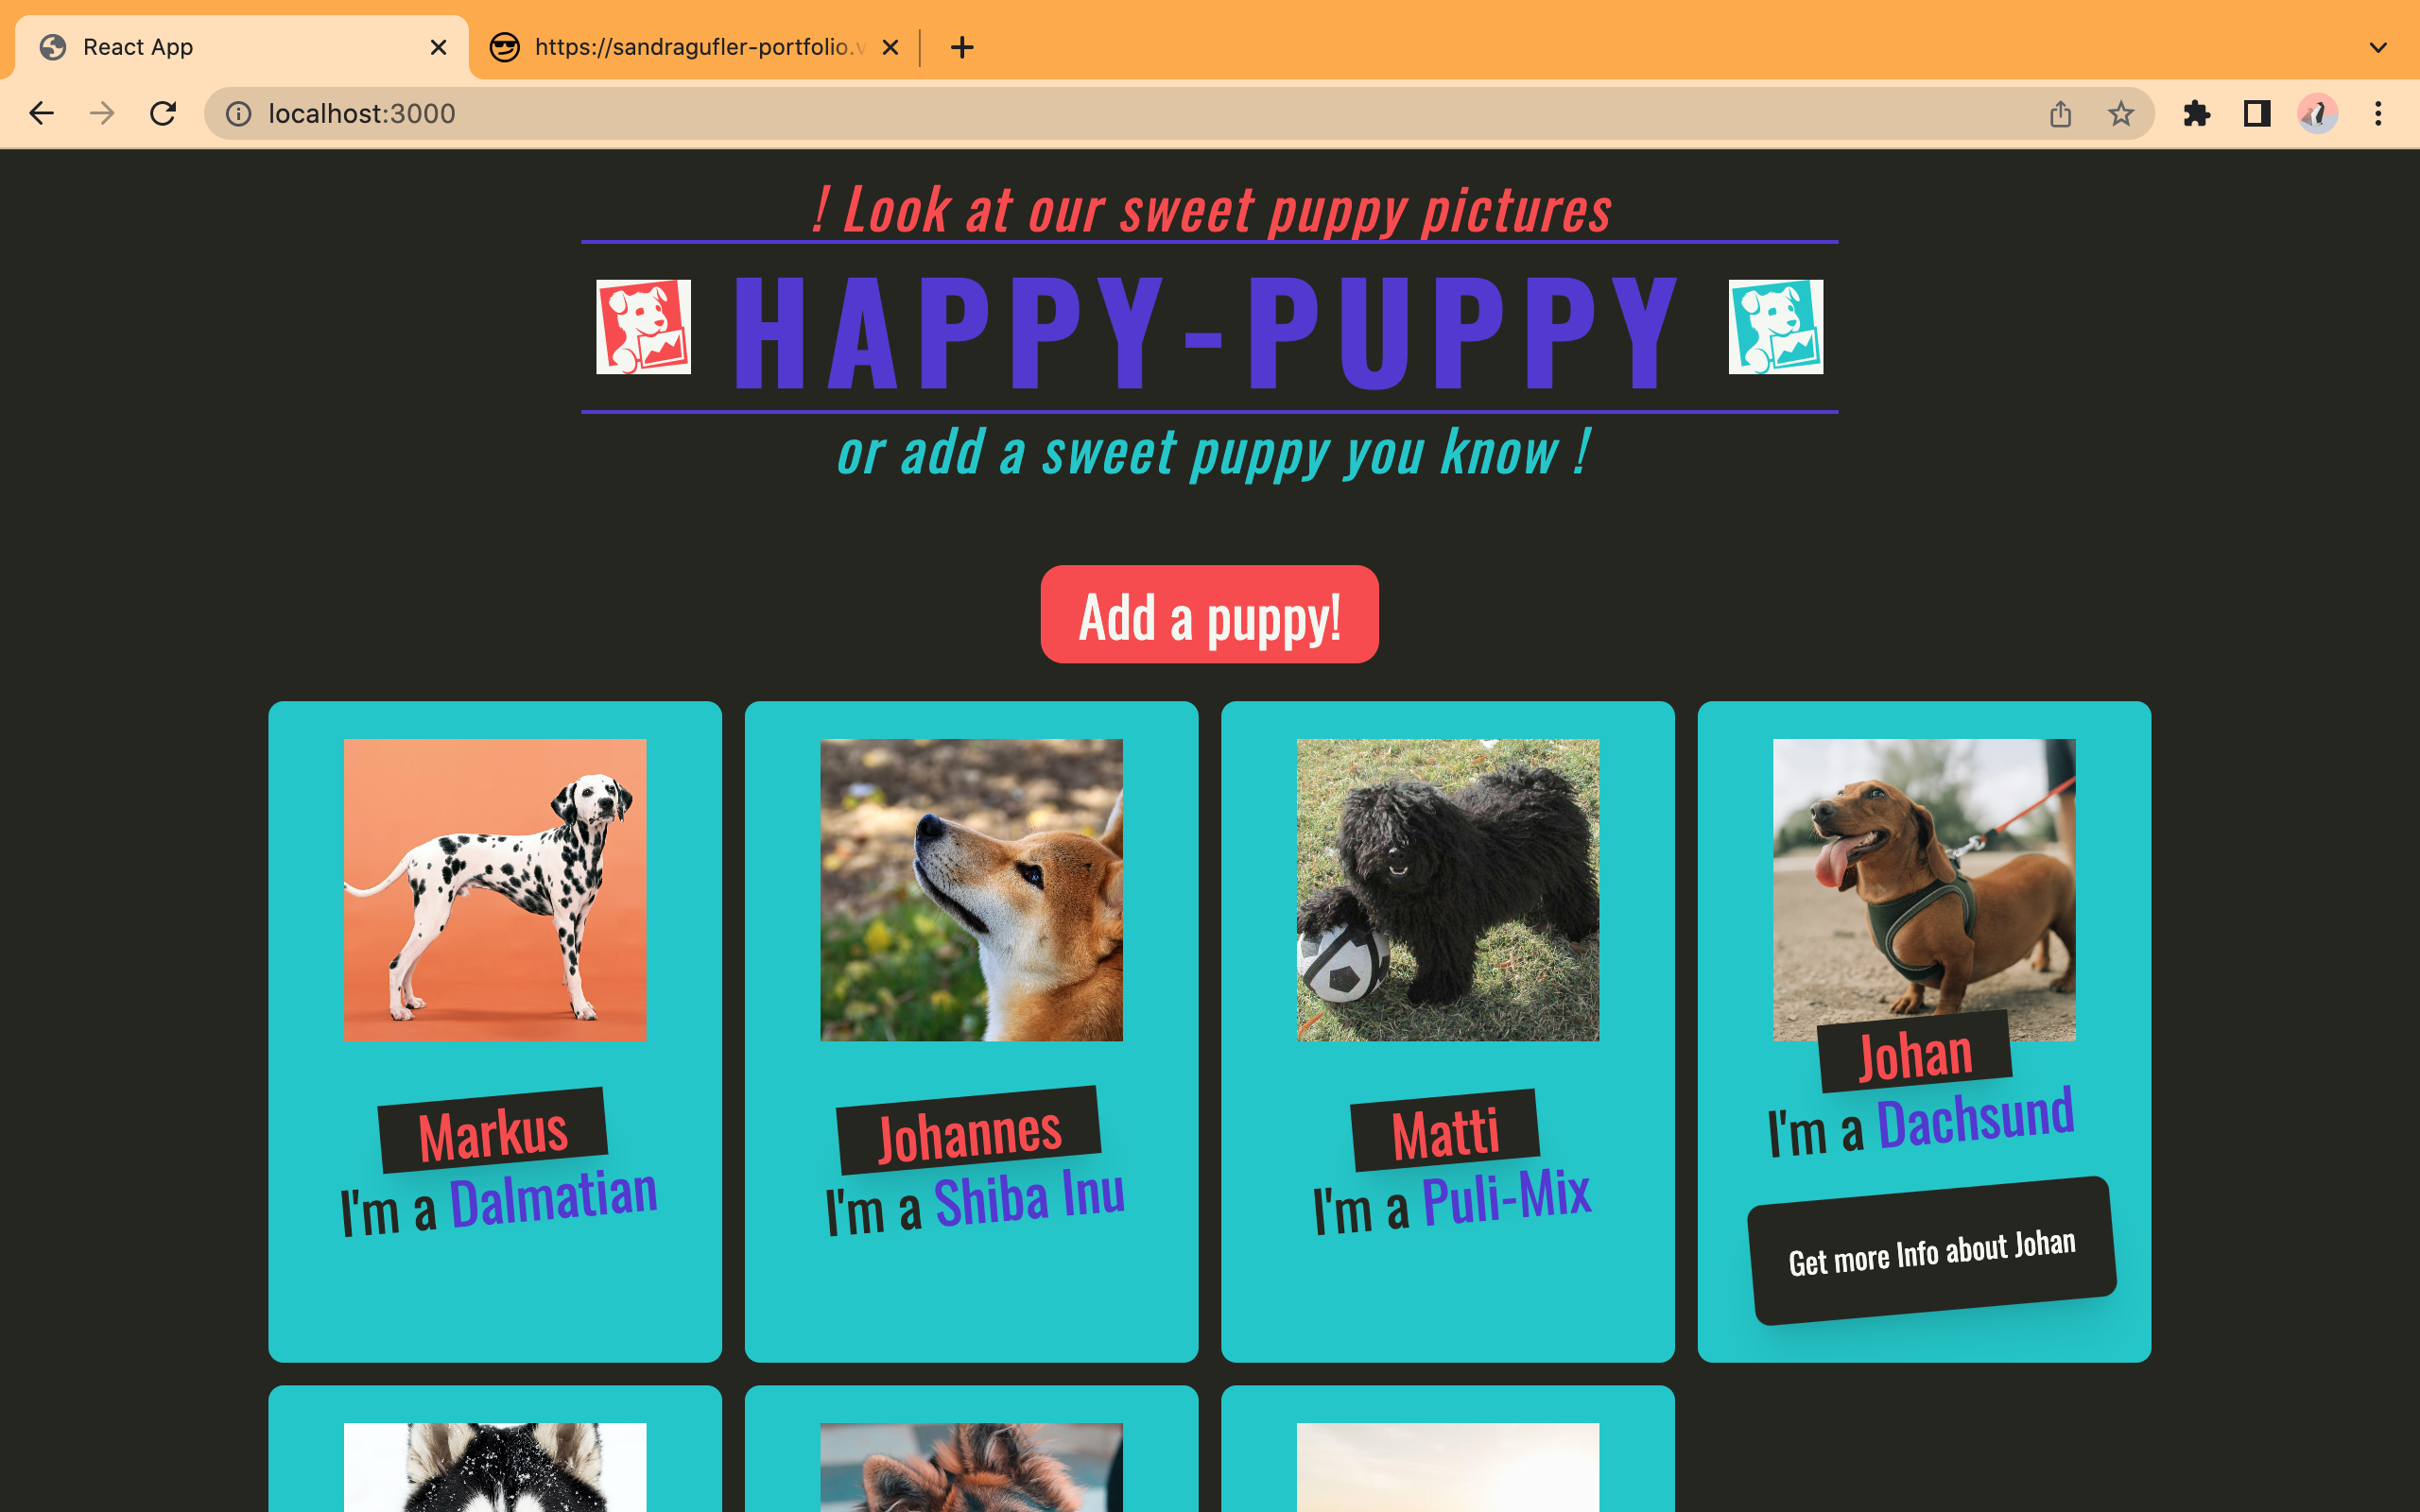 React App
https://sandragufler-portfolio.v
localhost:3000
! Look at our sweet puppy pictures
HAPPY-PUPPY
or add a sweet puppy you know !
Add a puppy!
Markus
I'm a Dalmatian
Johannes
I'm a Shiba Inu
Matti
I'm a Puli-Mix
Johan
I'm a Dachsund
Get more Info about Johan